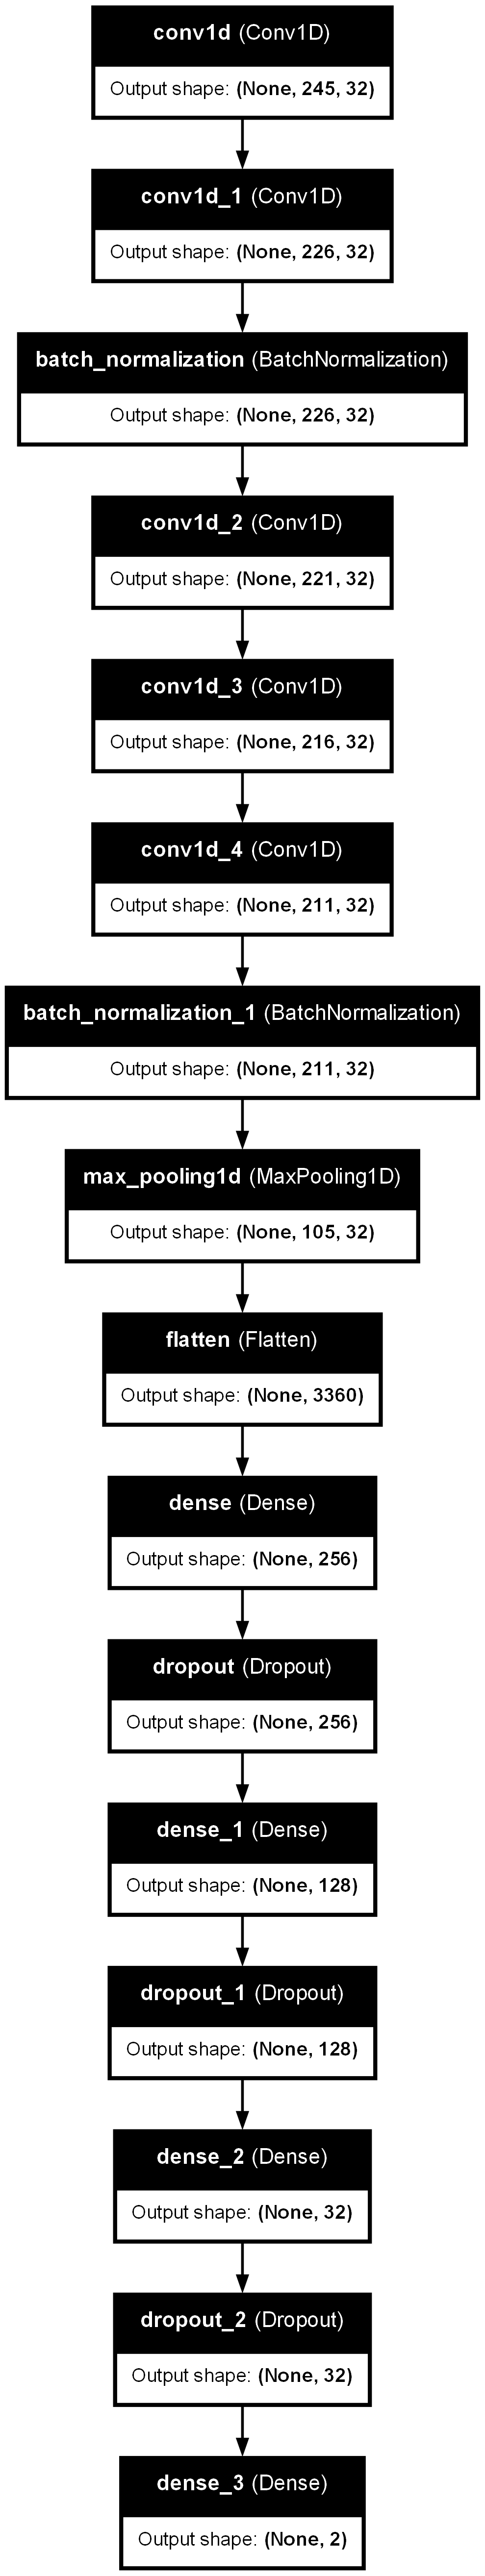 conv1d (Conv1D)
Output shape: (None, 245, 32)
conv1d_1 (Conv1D)
Output shape: (None, 226, 32)
batch_normalization (BatchNormalization)
Output shape: (None, 226, 32)
conv1d_2 (Conv1D)
Output shape: (None, 221, 32)
conv1d_3 (Conv1D)
Output shape: (None, 216, 32)
conv1d_4 (Conv1D)
Output shape: (None, 211, 32)
batch_normalization_1 (BatchNormalization)
Output shape: (None, 211, 32)
max_pooling1d (MaxPooling1D)
Output shape: (None, 105, 32)
flatten (Flatten)
Output shape: (None, 3360)
dense (Dense)
Output shape: (None, 256)
dropout (Dropout)
Output shape: (None, 256)
dense_1 (Dense)
Output shape: (None, 128)
dropout_1 (Dropout)
Output shape: (None, 128)
dense_2 (Dense)
Output shape: (None, 32)
dropout_2 (Dropout)
Output shape: (None, 32)
dense_3 (Dense)
Output shape: (None, 2)